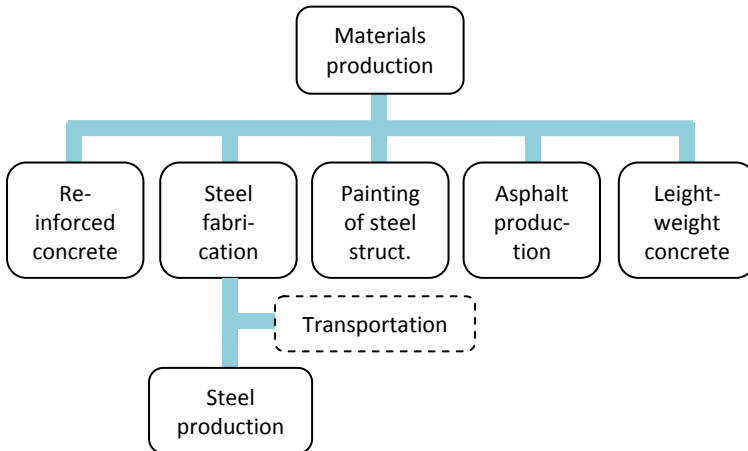 Materials
production
Re-
inforced
concrete
Steel
fabri-
cation
Painting
of steel
struct.
Asphalt
produc-
tion
Leight-
weight
concrete
Transportation
Steel
production